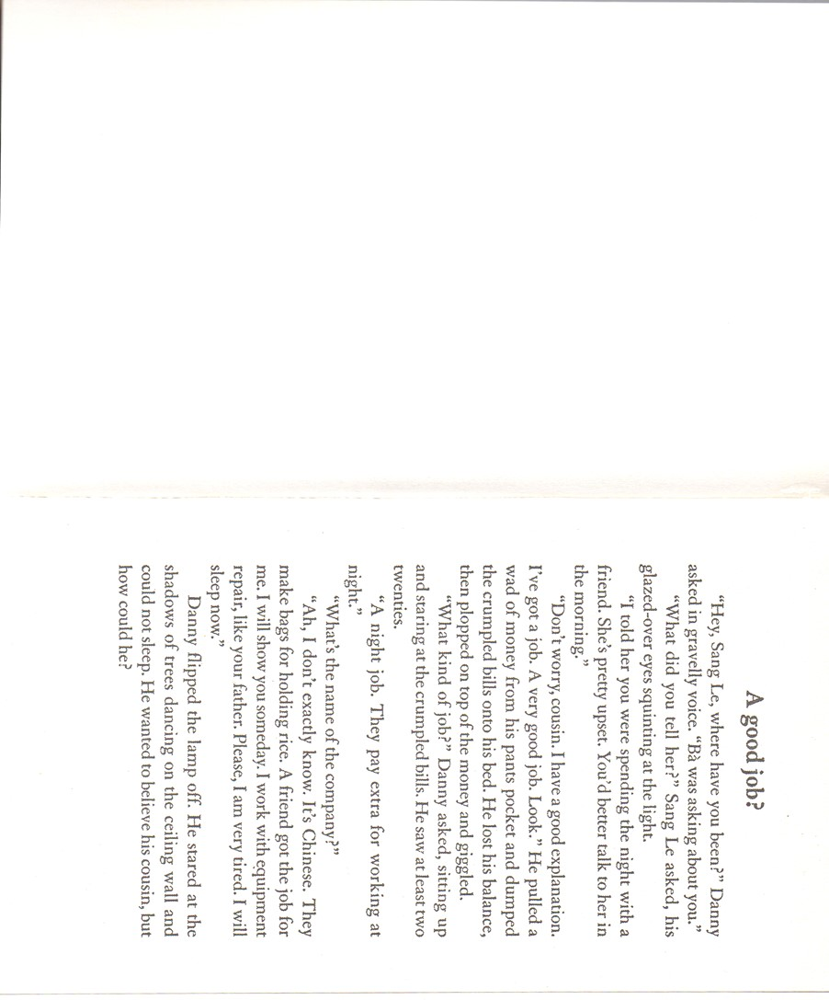 A good job?
“Hey, Sang Le, where have you been?” Danny
asked in gravelly voice. “Bà was asking about you.”
“What did you tell her?” Sang Le asked, his
glazed-over eyes squinting at the light.
“I told her you were spending the night with a
friend. She’s pretty upset. You’d better talk to her in
the morning.”
“Don’t worry, cousin. I have a good explanation.
I’ve got a job. A very good job. Look.” He pulled a
wad of money from his pants pocket and dumped
the crumpled bills onto his bed. He lost his balance,
then plopped on top of the money and giggled.
“What kind of job?” Danny asked, sitting up
and staring at the crumpled bills. He saw at least two
twenties.
“A night job. They pay extra for working at
night.”
“What’s the name of the company?”
“Ah, I don’t exactly know. It’s Chinese. They
make bags for holding rice. A friend got the job for
me. I will show you someday. I work with equipment
repair, like your father. Please, I am very tired. I will
sleep now.”
Danny flipped the lamp off. He stared at the
shadows of trees dancing on the ceiling wall and
could not sleep. He wanted to believe his cousin, but
how could he?